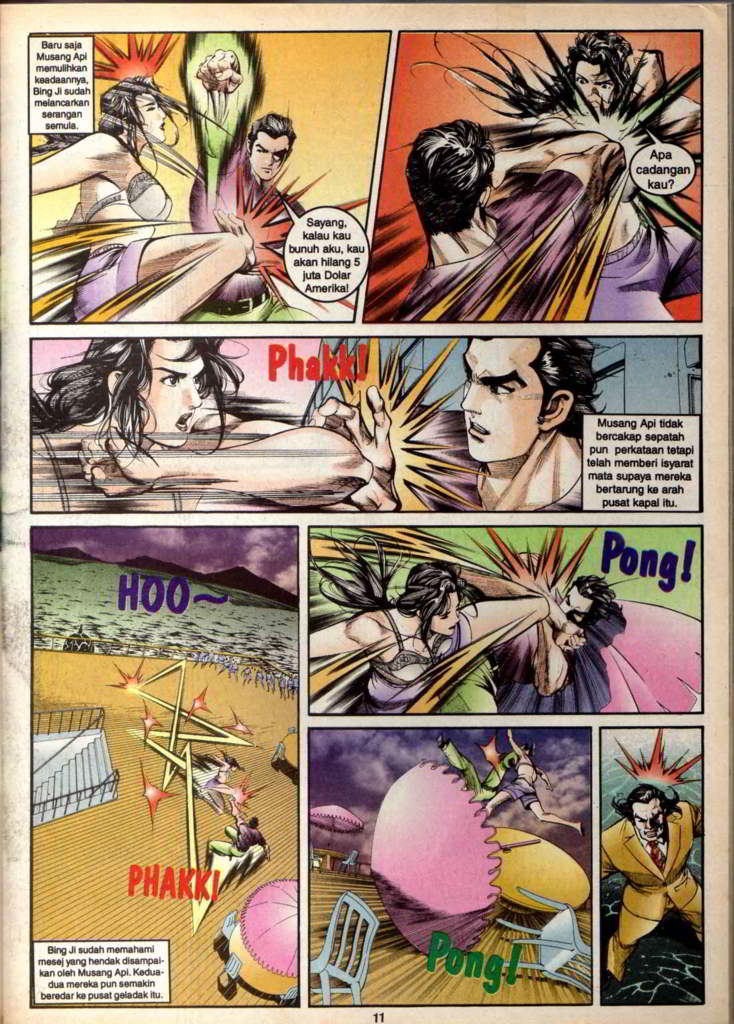 Baru saja
Musang Api
memulihkan
keadaannya,
Bing Ji sudah
melancarkan
serangan
semula.
Sayang,
kalau kau
bunuh aku, kau
akan hilang 5
juta Dolar
Amerika!
Apa
cadangan
kau?
Phakk!
Musang Api tidak
bercakap sepatah
pun perkataan tetapi
telah memberi isyarat
mata supaya mereka
bertarung ke arah
pusat kapal itu.
HOO~
PHAKK!
Bing Ji sudah memahami
mesej yang hendak disampai-
kan oleh Musang Api. Kedua-
dua mereka pun semakin
beredar ke pusat geladak itu.
Pong!
Pong!
11